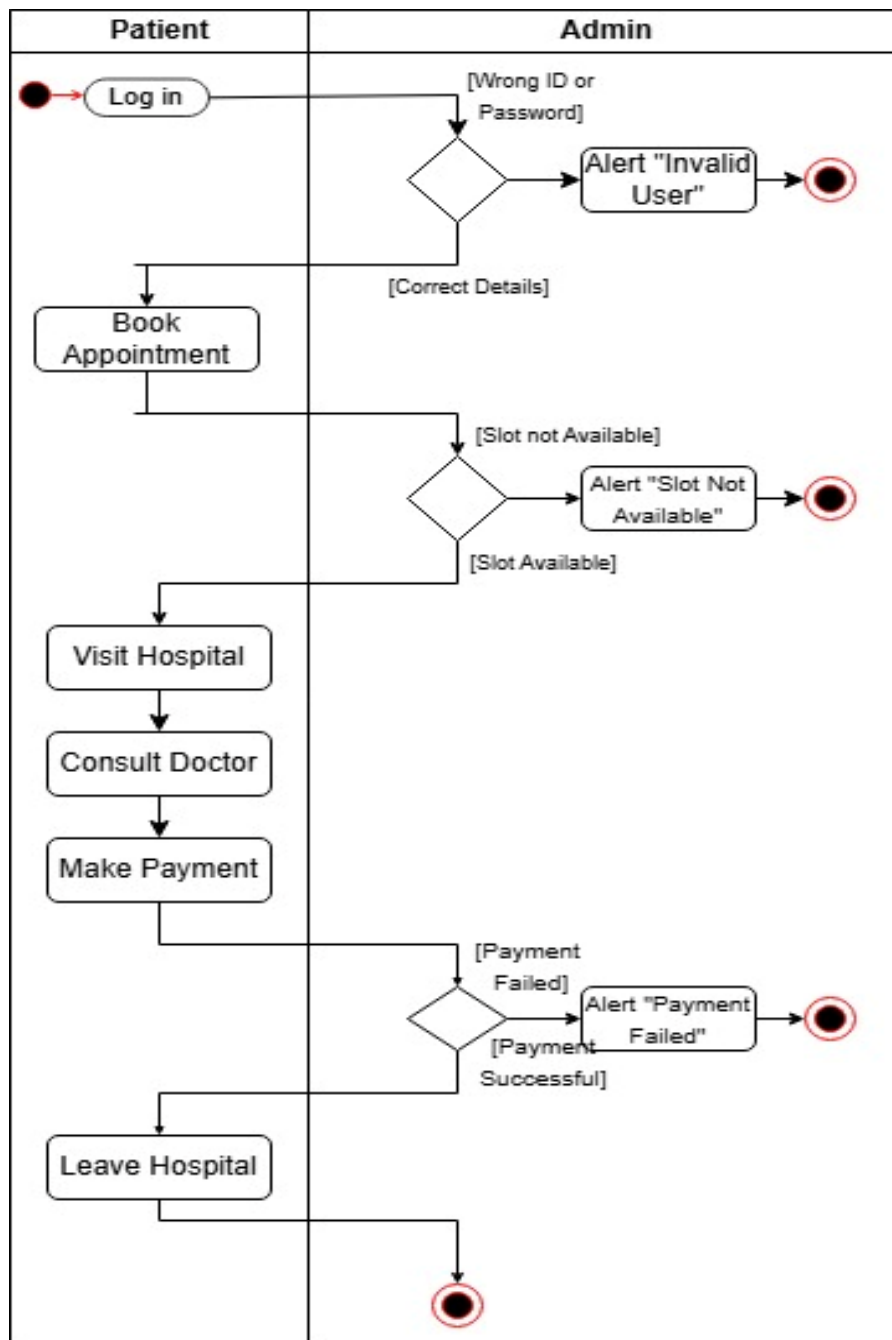 Patient
Admin
Log in
[Wrong ID or
Password]
Alert "Invalid
User"
[Correct Details]
Book
Appointment
[Slot not Available]
Alert "Slot Not
Available"
[Slot Available]
Visit Hospital
Consult Doctor
Make Payment
[Payment
Failed]
Alert "Payment
Failed"
[Payment
Successful]
Leave Hospital